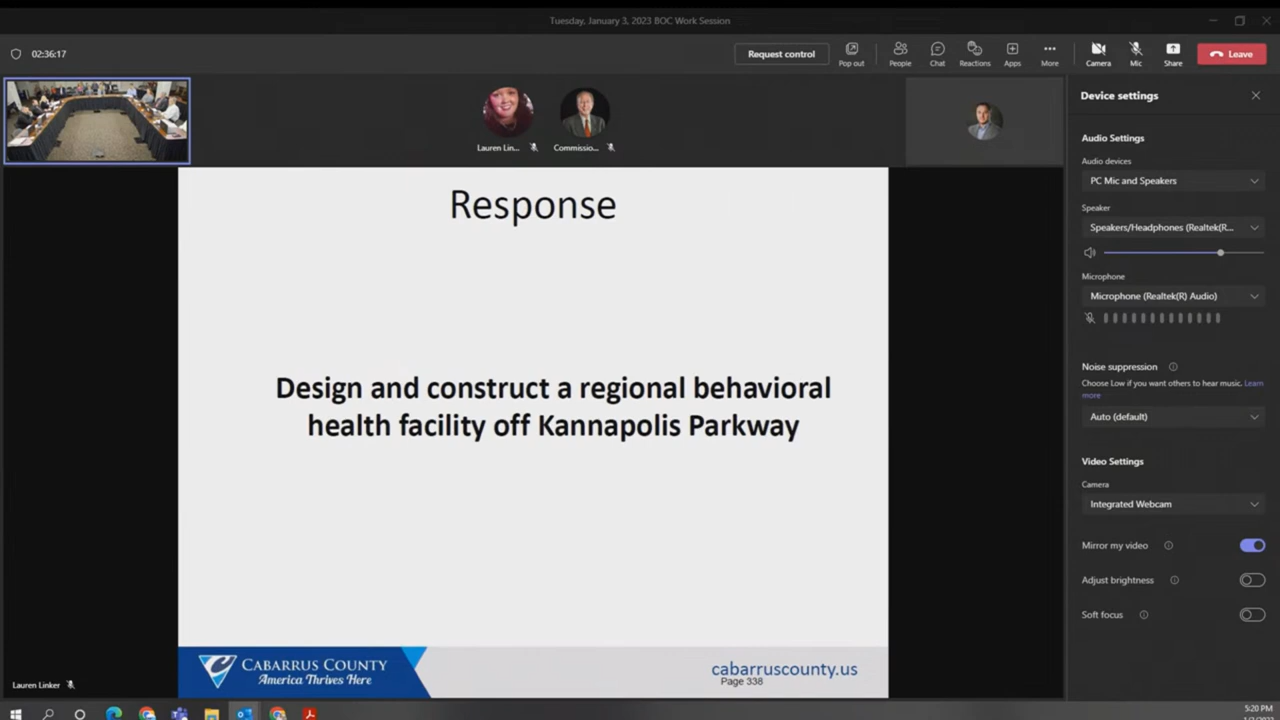 Tuesday, January 3, 2023 BOC Work Session
02:36:17
Request control
Pop out
People
Chat
Reactions
Apps
More
Camera
Mic
Share
Leave
Lauren Lin...
Commissio...
Response
Design and construct a regional behavioral
health facility off Kannapolis Parkway
CABARRUS COUNTY
America Thrives Here
cabarruscounty.us
Page 338
Lauren Linker
Device settings
Audio Settings
Audio devices
PC Mic and Speakers
Speaker
Speakers/Headphones (Realtek(R...
Microphone
Microphone (Realtek(R) Audio)
Noise suppression
Choose Low if you want others to hear music. Learn
more
Auto (default)
Video Settings
Camera
Integrated Webcam
Mirror my video
Adjust brightness
Soft focus
5:20 PM